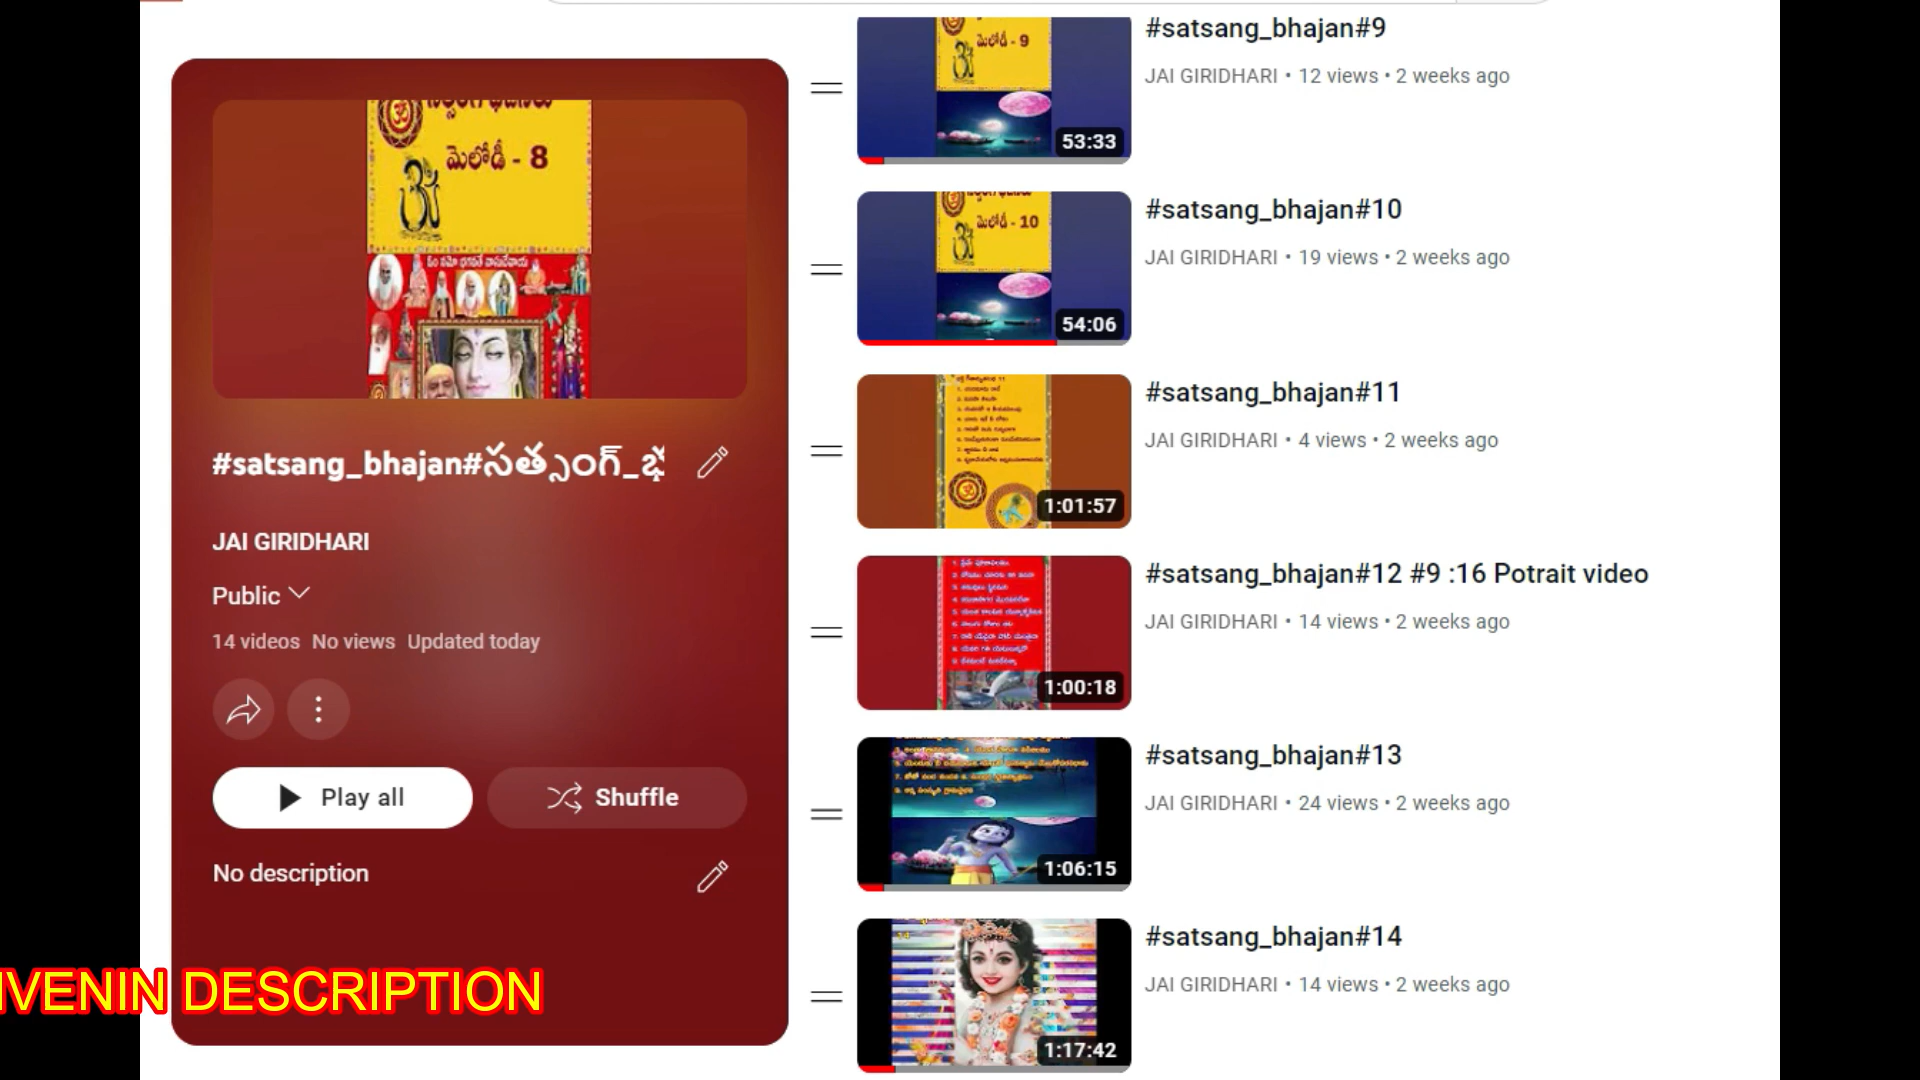 మెలోడీ - 8
ఓం నమో భగవతే వాసుదేవాయ
#satsang_bhajan#సత్సంగ్_భ
JAI GIRIDHARI
Public
14 videos No views Updated today
Play all
Shuffle
No description
IVENIN DESCRIPTION
మెలోడీ - 9
53:33
#satsang_bhajan#9
JAI GIRIDHARI • 12 views • 2 weeks ago
మెలోడీ - 10
54:06
#satsang_bhajan#10
JAI GIRIDHARI • 19 views • 2 weeks ago
1:01:57
#satsang_bhajan#11
JAI GIRIDHARI • 4 views • 2 weeks ago
1:00:18
#satsang_bhajan#12 #9 :16 Potrait video
JAI GIRIDHARI • 14 views • 2 weeks ago
1:06:15
#satsang_bhajan#13
JAI GIRIDHARI • 24 views • 2 weeks ago
14
1:17:42
#satsang_bhajan#14
JAI GIRIDHARI • 14 views • 2 weeks ago